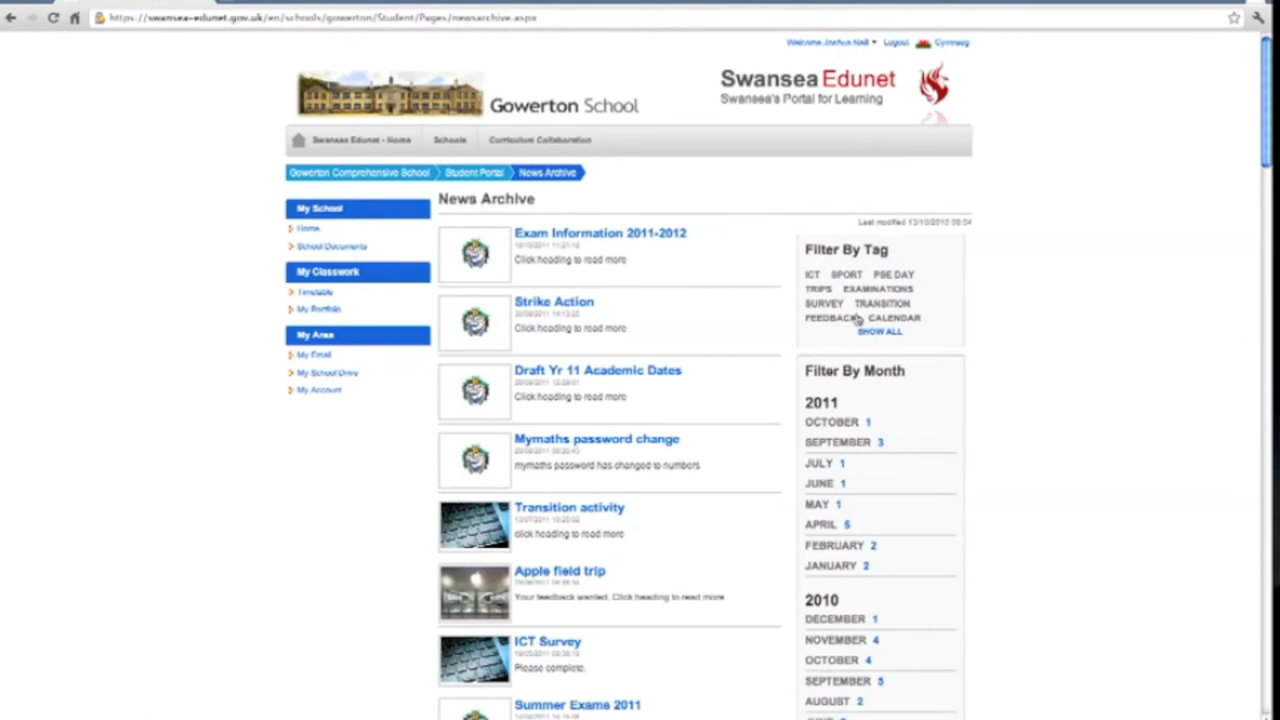 https://swansea-edunet.gov.uk/en/schools/gowerton/Student/Pages/newsarchive.aspx
Welcome Joshua Nall Logout Cymraeg
Gowerton School
Swansea Edunet
Swansea's Portal for Learning
Swansea Edunet - Home Schools Curriculum Collaboration
Gowerton Comprehensive School Student Portal News Archive
My School
Home
School Documents
My Classwork
Timetable
My Portfolio
My Area
My Email
My School Drive
My Account
News Archive
Last modified 13/10/2010 08:54
Exam Information 2011-2012
Click heading to read more
Strike Action
Click heading to read more
Draft Yr 11 Academic Dates
Click heading to read more
Mymaths password change
mymaths password has changed to numbers
Transition activity
click heading to read more
Apple field trip
Your feedback wanted. Click heading to read more
ICT Survey
Please complete.
Summer Exams 2011
Filter By Tag
ICT SPORT PSE DAY
TRIPS EXAMINATIONS
SURVEY TRANSITION
FEEDBACK CALENDAR
SHOW ALL
Filter By Month
2011
OCTOBER 1
SEPTEMBER 3
JULY 1
JUNE 1
MAY 1
APRIL 5
FEBRUARY 2
JANUARY 2
2010
DECEMBER 1
NOVEMBER 4
OCTOBER 4
SEPTEMBER 5
AUGUST 2